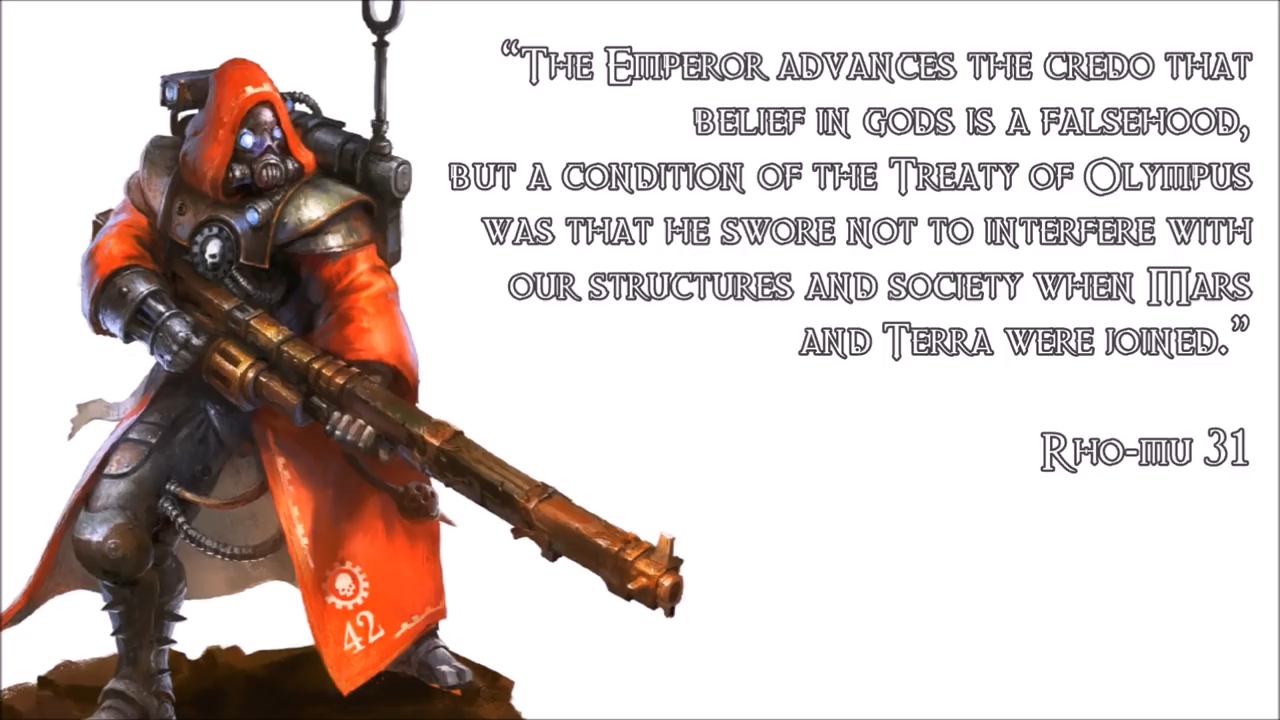 “The Emperor advances the credo that
belief in gods is a falsehood,
but a condition of the Treaty of Olympus
was that he swore not to interfere with
our structures and society when Mars
and Terra were joined.”
Rho-mu 31
42